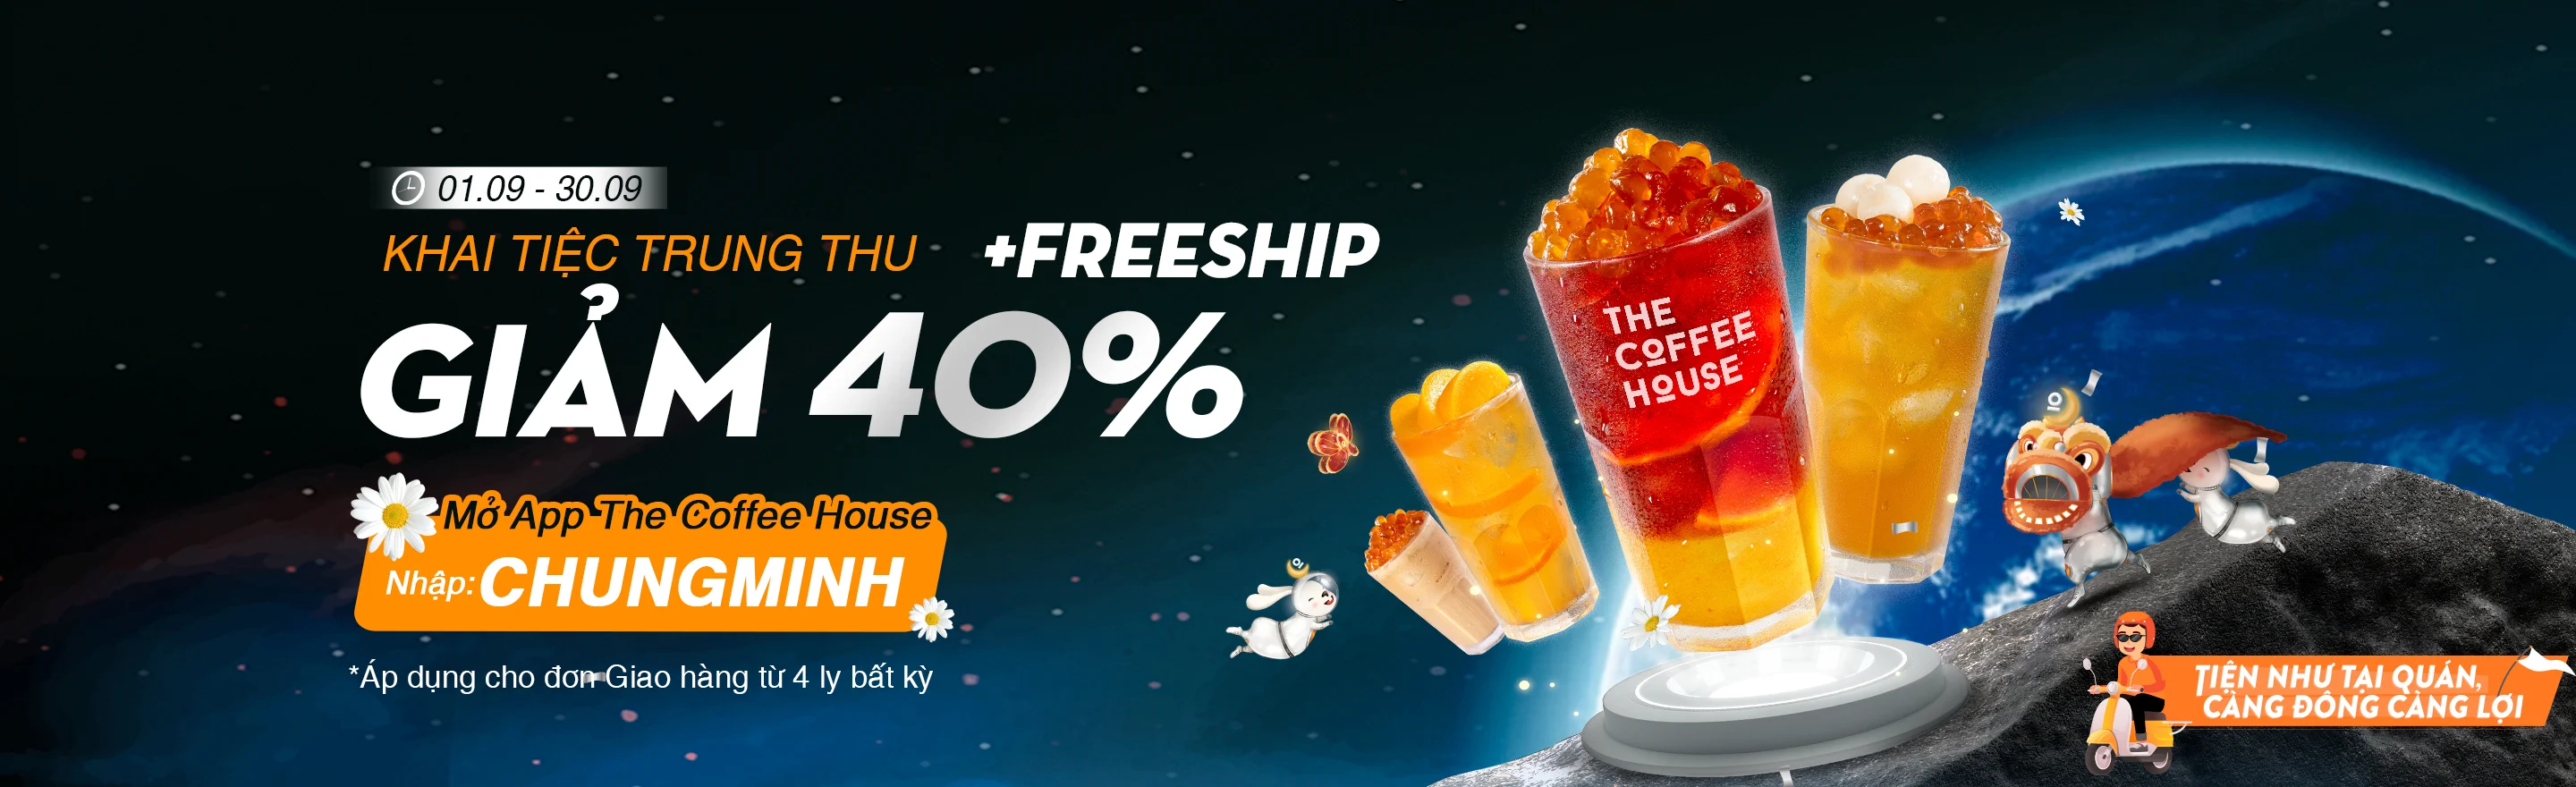 01.09 - 30.09
KHAI TIỆC TRUNG THU
+FREESHIP
GIẢM 40%
Mở App The Coffee House
Nhập: CHUNGMINH
*Áp dụng cho đơn Giao hàng từ 4 ly bất kỳ
THE
COFFEE
HOUSE
TIỆN NHƯ TẠI QUÁN,
CÀNG ĐÔNG CÀNG LỢI